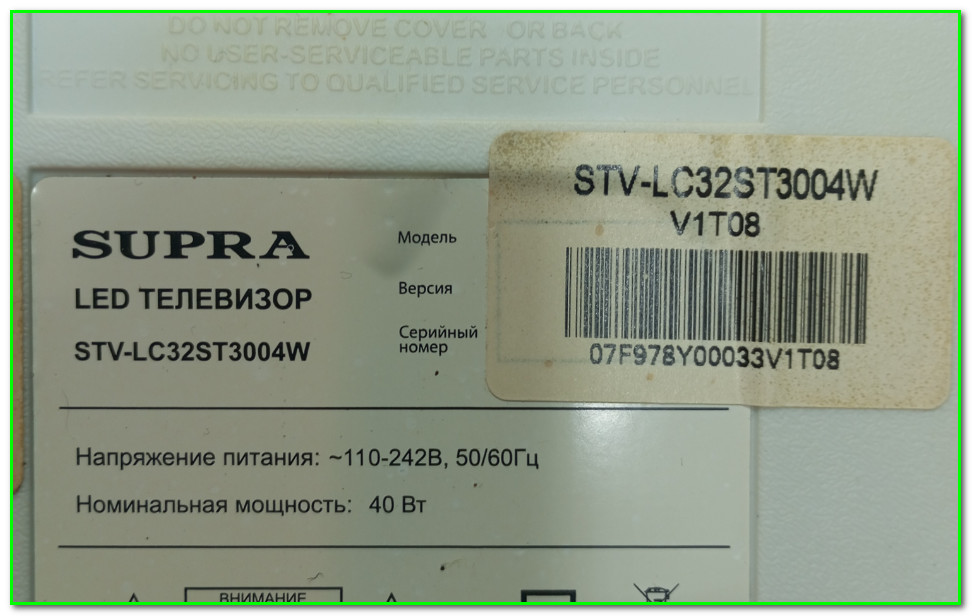 DO NOT REMOVE COVER OR BACK
NO USER-SERVICEABLE PARTS INSIDE
REFER SERVICING TO QUALIFIED SERVICE PERSONNEL
SUPRA
LED ТЕЛЕВИЗОР
STV-LC32ST3004W
Модель
Версия
Серийный
номер
STV-LC32ST3004W
V1T08
07F978Y00033V1T08
Напряжение питания: ~110-242В, 50/60Гц
Номинальная мощность: 40 Вт
ВНИМАНИЕ